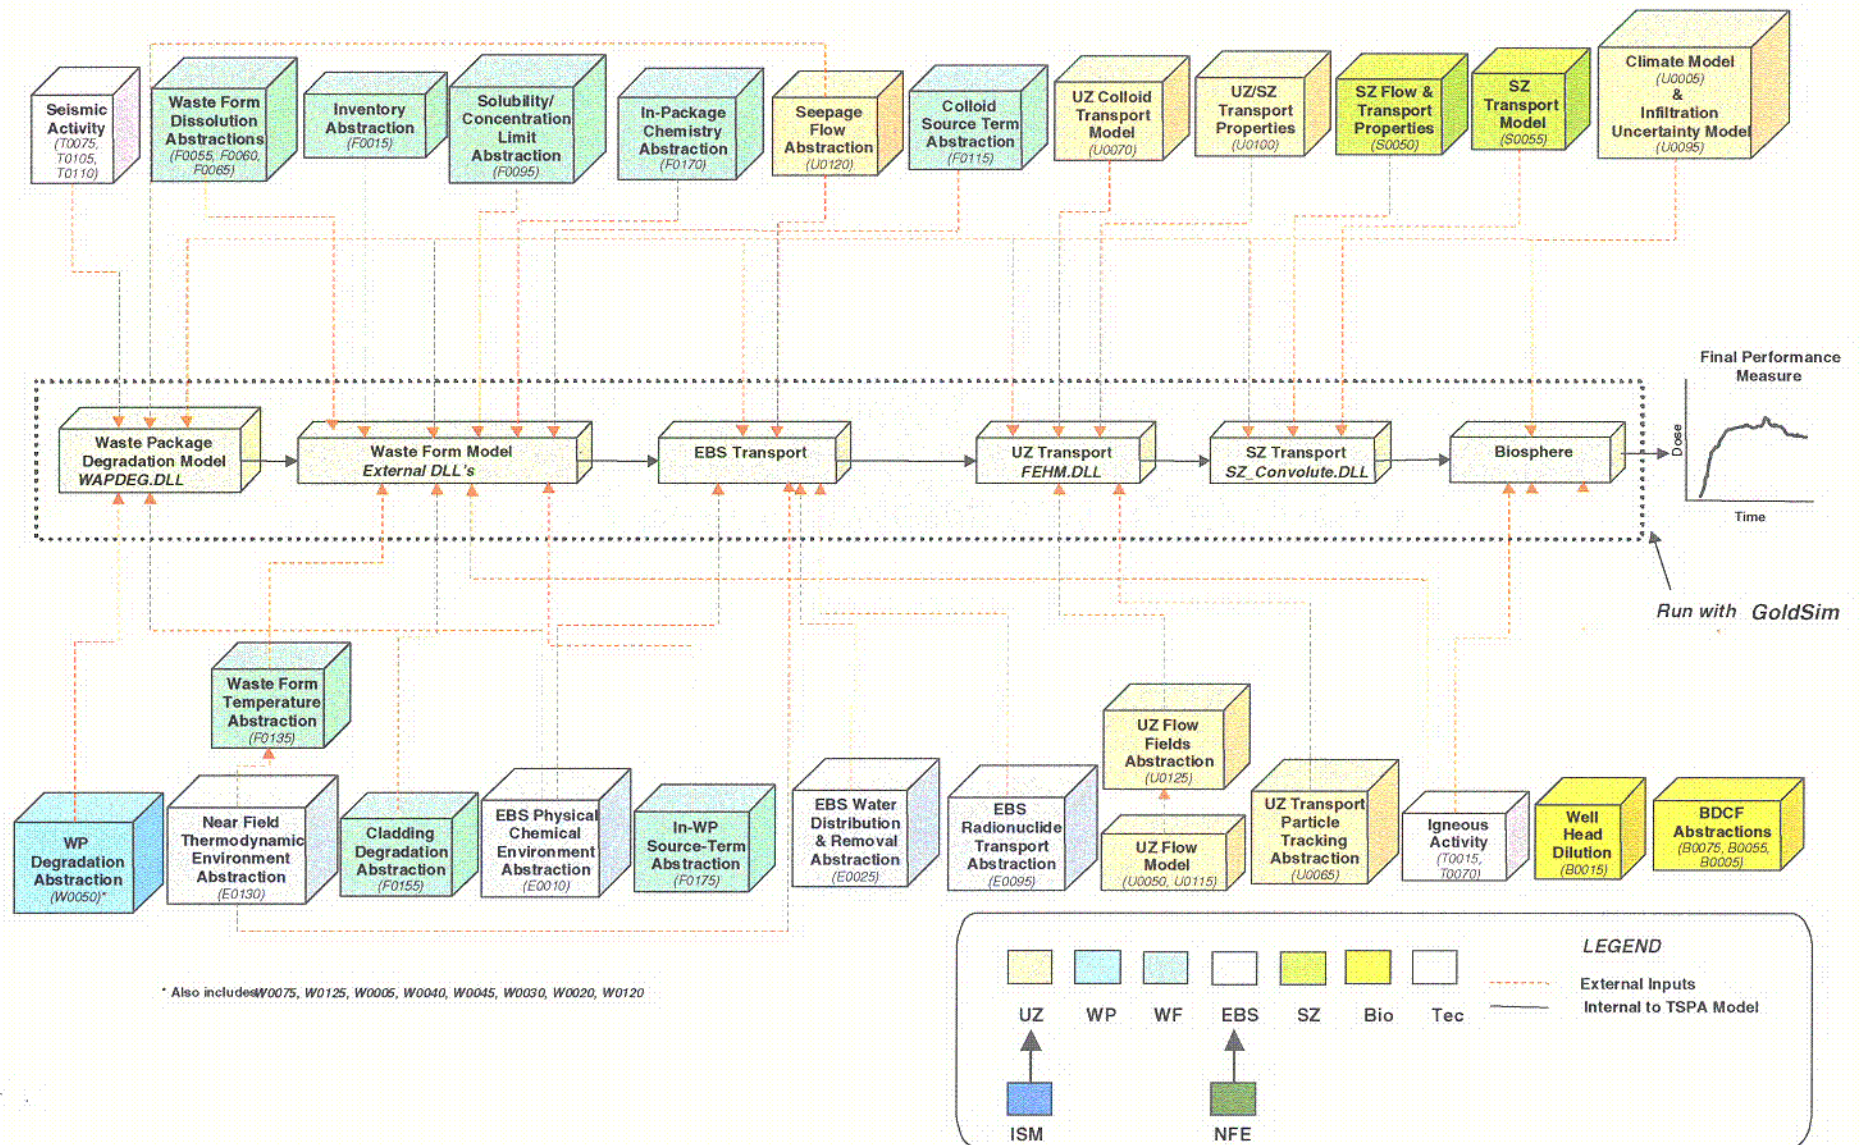 Seismic
Activity
(T0075,
T0105,
T0110)
Waste Form
Dissolution
Abstractions
(F0055, F0060,
F0065)
Inventory
Abstraction
(F0015)
Solubility/
Concentration
Limit
Abstraction
(F0095)
In-Package
Chemistry
Abstraction
(F0170)
Seepage
Flow
Abstraction
(U0120)
Colloid
Source Term
Abstraction
(F0115)
UZ Colloid
Transport
Model
(U0070)
UZ/SZ
Transport
Properties
(U0100)
SZ Flow &
Transport
Properties
(S0050)
SZ
Transport
Model
(S0055)
Climate Model
(U0005)
&
Infiltration
Uncertainty Model
(U0095)
Final Performance
Measure
Dose
Time
Waste Package
Degradation Model
WAPDEG.DLL
Waste Form Model
External DLL's
EBS Transport
UZ Transport
FEHM.DLL
SZ Transport
SZ_Convolute.DLL
Biosphere
Run with GoldSim
Waste Form
Temperature
Abstraction
(F0135)
UZ Flow
Fields
Abstraction
(U0125)
WP
Degradation
Abstraction
(W0050)*
Near Field
Thermodynamic
Environment
Abstraction
(E0130)
Cladding
Degradation
Abstraction
(F0155)
EBS Physical
Chemical
Environment
Abstraction
(E0010)
In-WP
Source-Term
Abstraction
(F0175)
EBS Water
Distribution
& Removal
Abstraction
(E0025)
EBS
Radionuclide
Transport
Abstraction
(E0095)
UZ Flow
Model
(U0050, U0115)
UZ Transport
Particle
Tracking
Abstraction
(U0065)
Igneous
Activity
(T0015,
T0070)
Well
Head
Dilution
(B0015)
BDCF
Abstractions
(B0075, B0055,
B0005)
* Also includes W0075, W0125, W0005, W0040, W0045, W0030, W0020, W0120
LEGEND
External Inputs
Internal to TSPA Model
UZ WP WF EBS SZ Bio Tec
ISM NFE